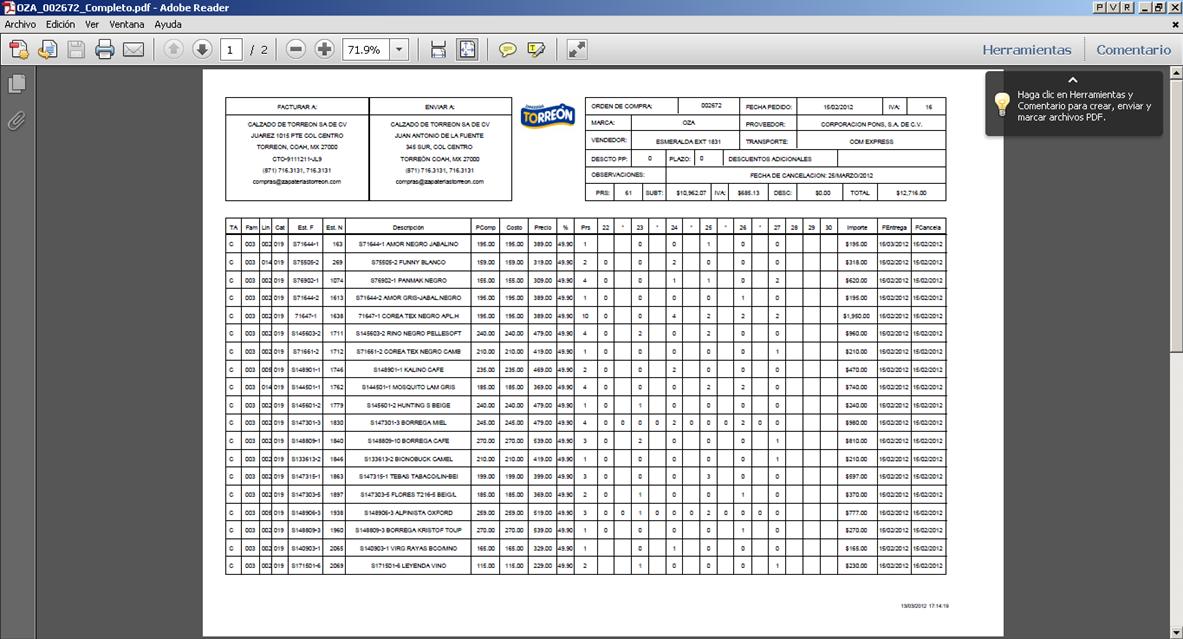 OZA_002672_Completo.pdf - Adobe Reader
P V R
Archivo Edición Ver Ventana Ayuda
1 / 2 71.9% Herramientas Comentario
Haga clic en Herramientas y
Comentario para crear, enviar y
marcar archivos PDF.
FACTURAR A: ENVIAR A:
CALZADO DE TORREON SA DE CV CALZADO DE TORREON SA DE CV
JUAREZ 1015 PTE COL CENTRO JUAN ANTONIO DE LA FUENTE
TORREON, COAH, MX 27000 345 SUR, COL CENTRO
CTO-9111211-JL9 TORREÓN COAH, MX 27000
(871) 716.3131, 716.3131 (871) 716.3131, 716.3131
compras@zapateriastorreon.com compras@zapateriastorreon.com
TORREÓN
ORDEN DE COMPRA: 002672 FECHA PEDIDO: 15/02/2012 IVA: 16
MARCA: OZA PROVEEDOR: CORPORACION PONS, S.A. DE C.V.
VENDEDOR: ESMERALDA EXT 1831 TRANSPORTE: COM EXPRESS
DESCTO PP: 0 PLAZO: 0 DESCUENTOS ADICIONALES
OBSERVACIONES: FECHA DE CANCELACION: 25/MARZO/2012
PRS: 61 SUBT: $10,962.07 IVA: $685.13 DESC: $0.00 TOTAL $12,716.00
TA Fam Lin Cat Est. F Est. N Descripción PComp Costo Precio % Prs 22 * 23 * 24 * 25 * 26 * 27 28 29 30 Importe FEntrega FCancela
C 003 002 019 S71644-1 163 S71644-1 AMOR NEGRO JABALINO 195.00 195.00 389.00 49.90 1 0 0 0 1 0 0 $195.00 15/03/2012 15/02/2012
C 003 014 019 S75505-2 269 S75505-2 FUNNY BLANCO 159.00 159.00 319.00 49.90 2 0 0 2 0 0 0 $318.00 15/02/2012 15/02/2012
C 003 002 019 S76902-1 1074 S76902-1 PANMAK NEGRO 155.00 155.00 309.00 49.90 4 0 0 1 1 0 2 $620.00 15/02/2012 15/02/2012
C 003 002 019 S71644-2 1613 S71644-2 AMOR GRIS-JABAL.NEGRO 195.00 195.00 389.00 49.90 1 0 0 0 0 1 0 $195.00 15/02/2012 15/02/2012
C 003 002 019 71647-1 1638 71647-1 COREA TEX NEGRO APL.H 195.00 195.00 389.00 49.90 10 0 0 4 2 2 2 $1,950.00 15/02/2012 15/02/2012
C 003 002 019 S145603-2 1711 S145603-2 RINO NEGRO PELLESOFT 240.00 240.00 479.00 49.90 4 0 2 0 2 0 0 $960.00 15/02/2012 15/02/2012
C 003 002 019 S71661-2 1712 S71661-2 COREA TEX NEGRO CAMB 210.00 210.00 419.00 49.90 1 0 0 0 0 0 1 $210.00 15/02/2012 15/02/2012
C 003 005 019 S148901-1 1746 S148901-1 KALINO CAFE 235.00 235.00 469.00 49.90 2 0 0 2 0 0 0 $470.00 15/02/2012 15/02/2012
C 003 014 019 S144501-1 1762 S144501-1 MOSQUITO LAM GRIS 185.00 185.00 369.00 49.90 4 0 0 0 2 2 0 $740.00 15/02/2012 15/02/2012
C 003 002 019 S145601-2 1779 S145601-2 HUNTING S BEIGE 240.00 240.00 479.00 49.90 1 0 1 0 0 0 0 $240.00 15/02/2012 15/02/2012
C 003 002 019 S147301-3 1830 S147301-3 BORREGA MIEL 245.00 245.00 479.00 49.90 4 0 0 0 0 2 0 0 0 2 0 0 $980.00 15/02/2012 15/02/2012
C 003 002 019 S148809-1 1840 S148809-10 BORREGA CAFE 270.00 270.00 539.00 49.90 3 0 2 0 0 0 1 $810.00 15/02/2012 15/02/2012
C 003 002 019 S133613-2 1846 S133613-2 BICNOBUCK CAMEL 210.00 210.00 419.00 49.90 1 0 0 0 0 0 1 $210.00 15/02/2012 15/02/2012
C 003 002 019 S147315-1 1863 S147315-1 TEBAS TABACO/LIN-BEI 199.00 199.00 399.00 49.90 3 0 0 0 3 0 0 $597.00 15/02/2012 15/02/2012
C 003 002 019 S147303-5 1897 S147303-5 FLORES T216-5 BEIG/L 185.00 185.00 369.00 49.90 2 0 1 0 0 1 0 $370.00 15/02/2012 15/02/2012
C 003 005 019 S148906-3 1938 S148906-3 ALPINISTA OXFORD 259.00 259.00 519.00 49.90 3 0 0 1 0 0 0 2 0 0 0 0 $777.00 15/02/2012 15/02/2012
C 003 002 019 S148809-3 1960 S148809-3 BORREGA KRISTOF TOUP 270.00 270.00 539.00 49.90 1 0 0 0 0 1 0 $270.00 15/02/2012 15/02/2012
C 003 002 019 S140903-1 2065 S140903-1 VIRG RAYAS BCO/MNO 165.00 165.00 329.00 49.90 1 0 1 0 0 0 $165.00 15/02/2012 15/02/2012
C 003 002 019 S171501-6 2069 S171501-6 LEYENDA VINO 115.00 115.00 229.00 49.90 2 1 0 0 0 1 $230.00 15/02/2012 15/02/2012
13/03/2012 17:14:19